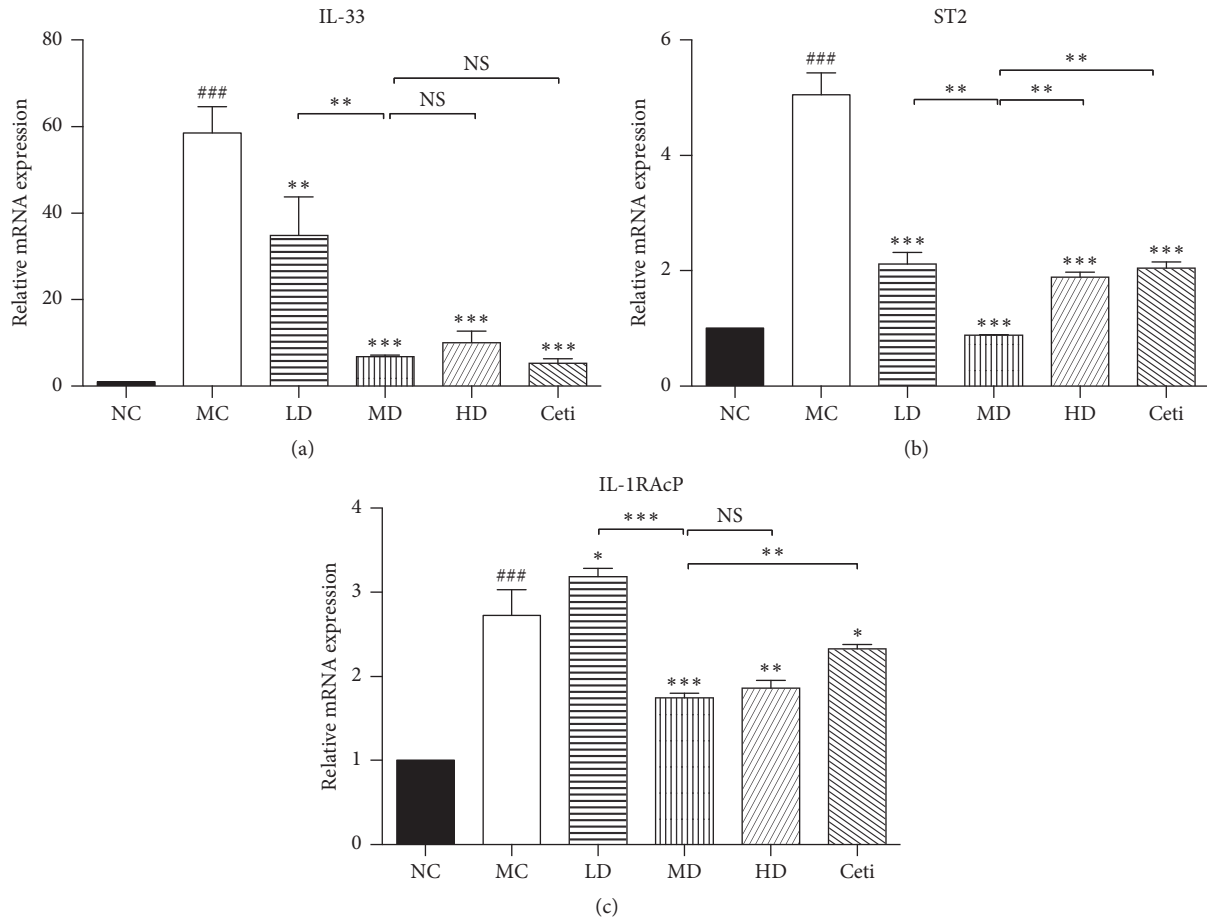 IL-33
Relative mRNA expression
80
60
40
20
0
###
**
***
***
***
**
NS
NS
NC MC LD MD HD Ceti
(a)
ST2
Relative mRNA expression
6
4
2
0
###
***
***
***
***
**
**
**
NC MC LD MD HD Ceti
(b)
IL-1RAcP
Relative mRNA expression
4
3
2
1
0
###
*
***
**
*
***
NS
**
NC MC LD MD HD Ceti
(c)